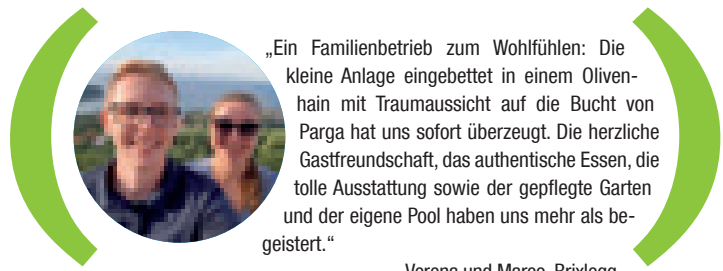 „Ein Familienbetrieb zum Wohlfühlen: Die
kleine Anlage eingebettet in einem Oliven-
hain mit Traumaussicht auf die Bucht von
Parga hat uns sofort überzeugt. Die herzliche
Gastfreundschaft, das authentische Essen, die
tolle Ausstattung sowie der gepflegte Garten
und der eigene Pool haben uns mehr als be-
geistert.“
Verena und Marco, Brixlegg